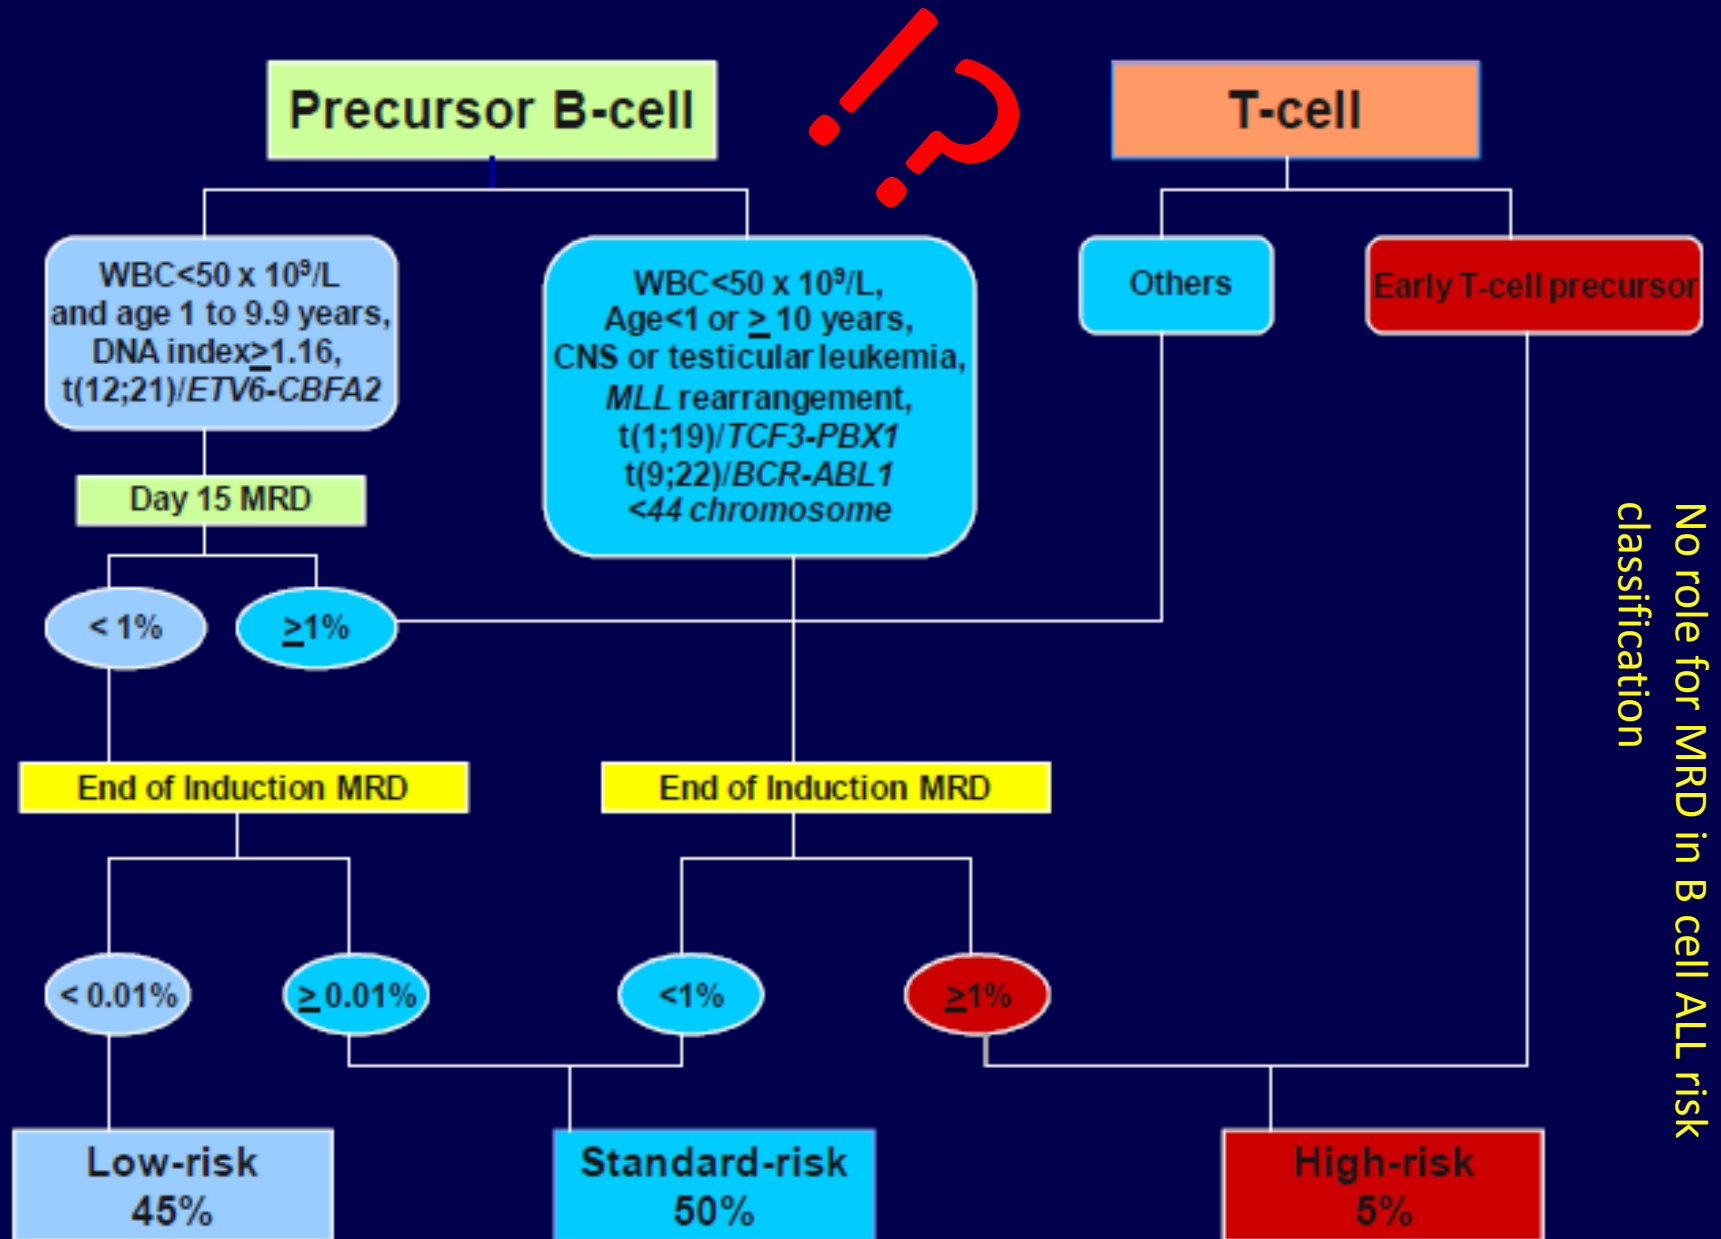 !?
Precursor B-cell
T-cell
WBC<50 x 10⁹/L
and age 1 to 9.9 years,
DNA index≥1.16,
t(12;21)/ETV6-CBFA2
WBC<50 x 10⁹/L,
Age<1 or ≥ 10 years,
CNS or testicular leukemia,
MLL rearrangement,
t(1;19)/TCF3-PBX1
t(9;22)/BCR-ABL1
<44 chromosome
Others
Early T-cell precursor
Day 15 MRD
< 1%
≥1%
End of Induction MRD
End of Induction MRD
< 0.01%
≥ 0.01%
<1%
≥1%
Low-risk
45%
Standard-risk
50%
High-risk
5%
No role for MRD in B cell ALL risk
classification